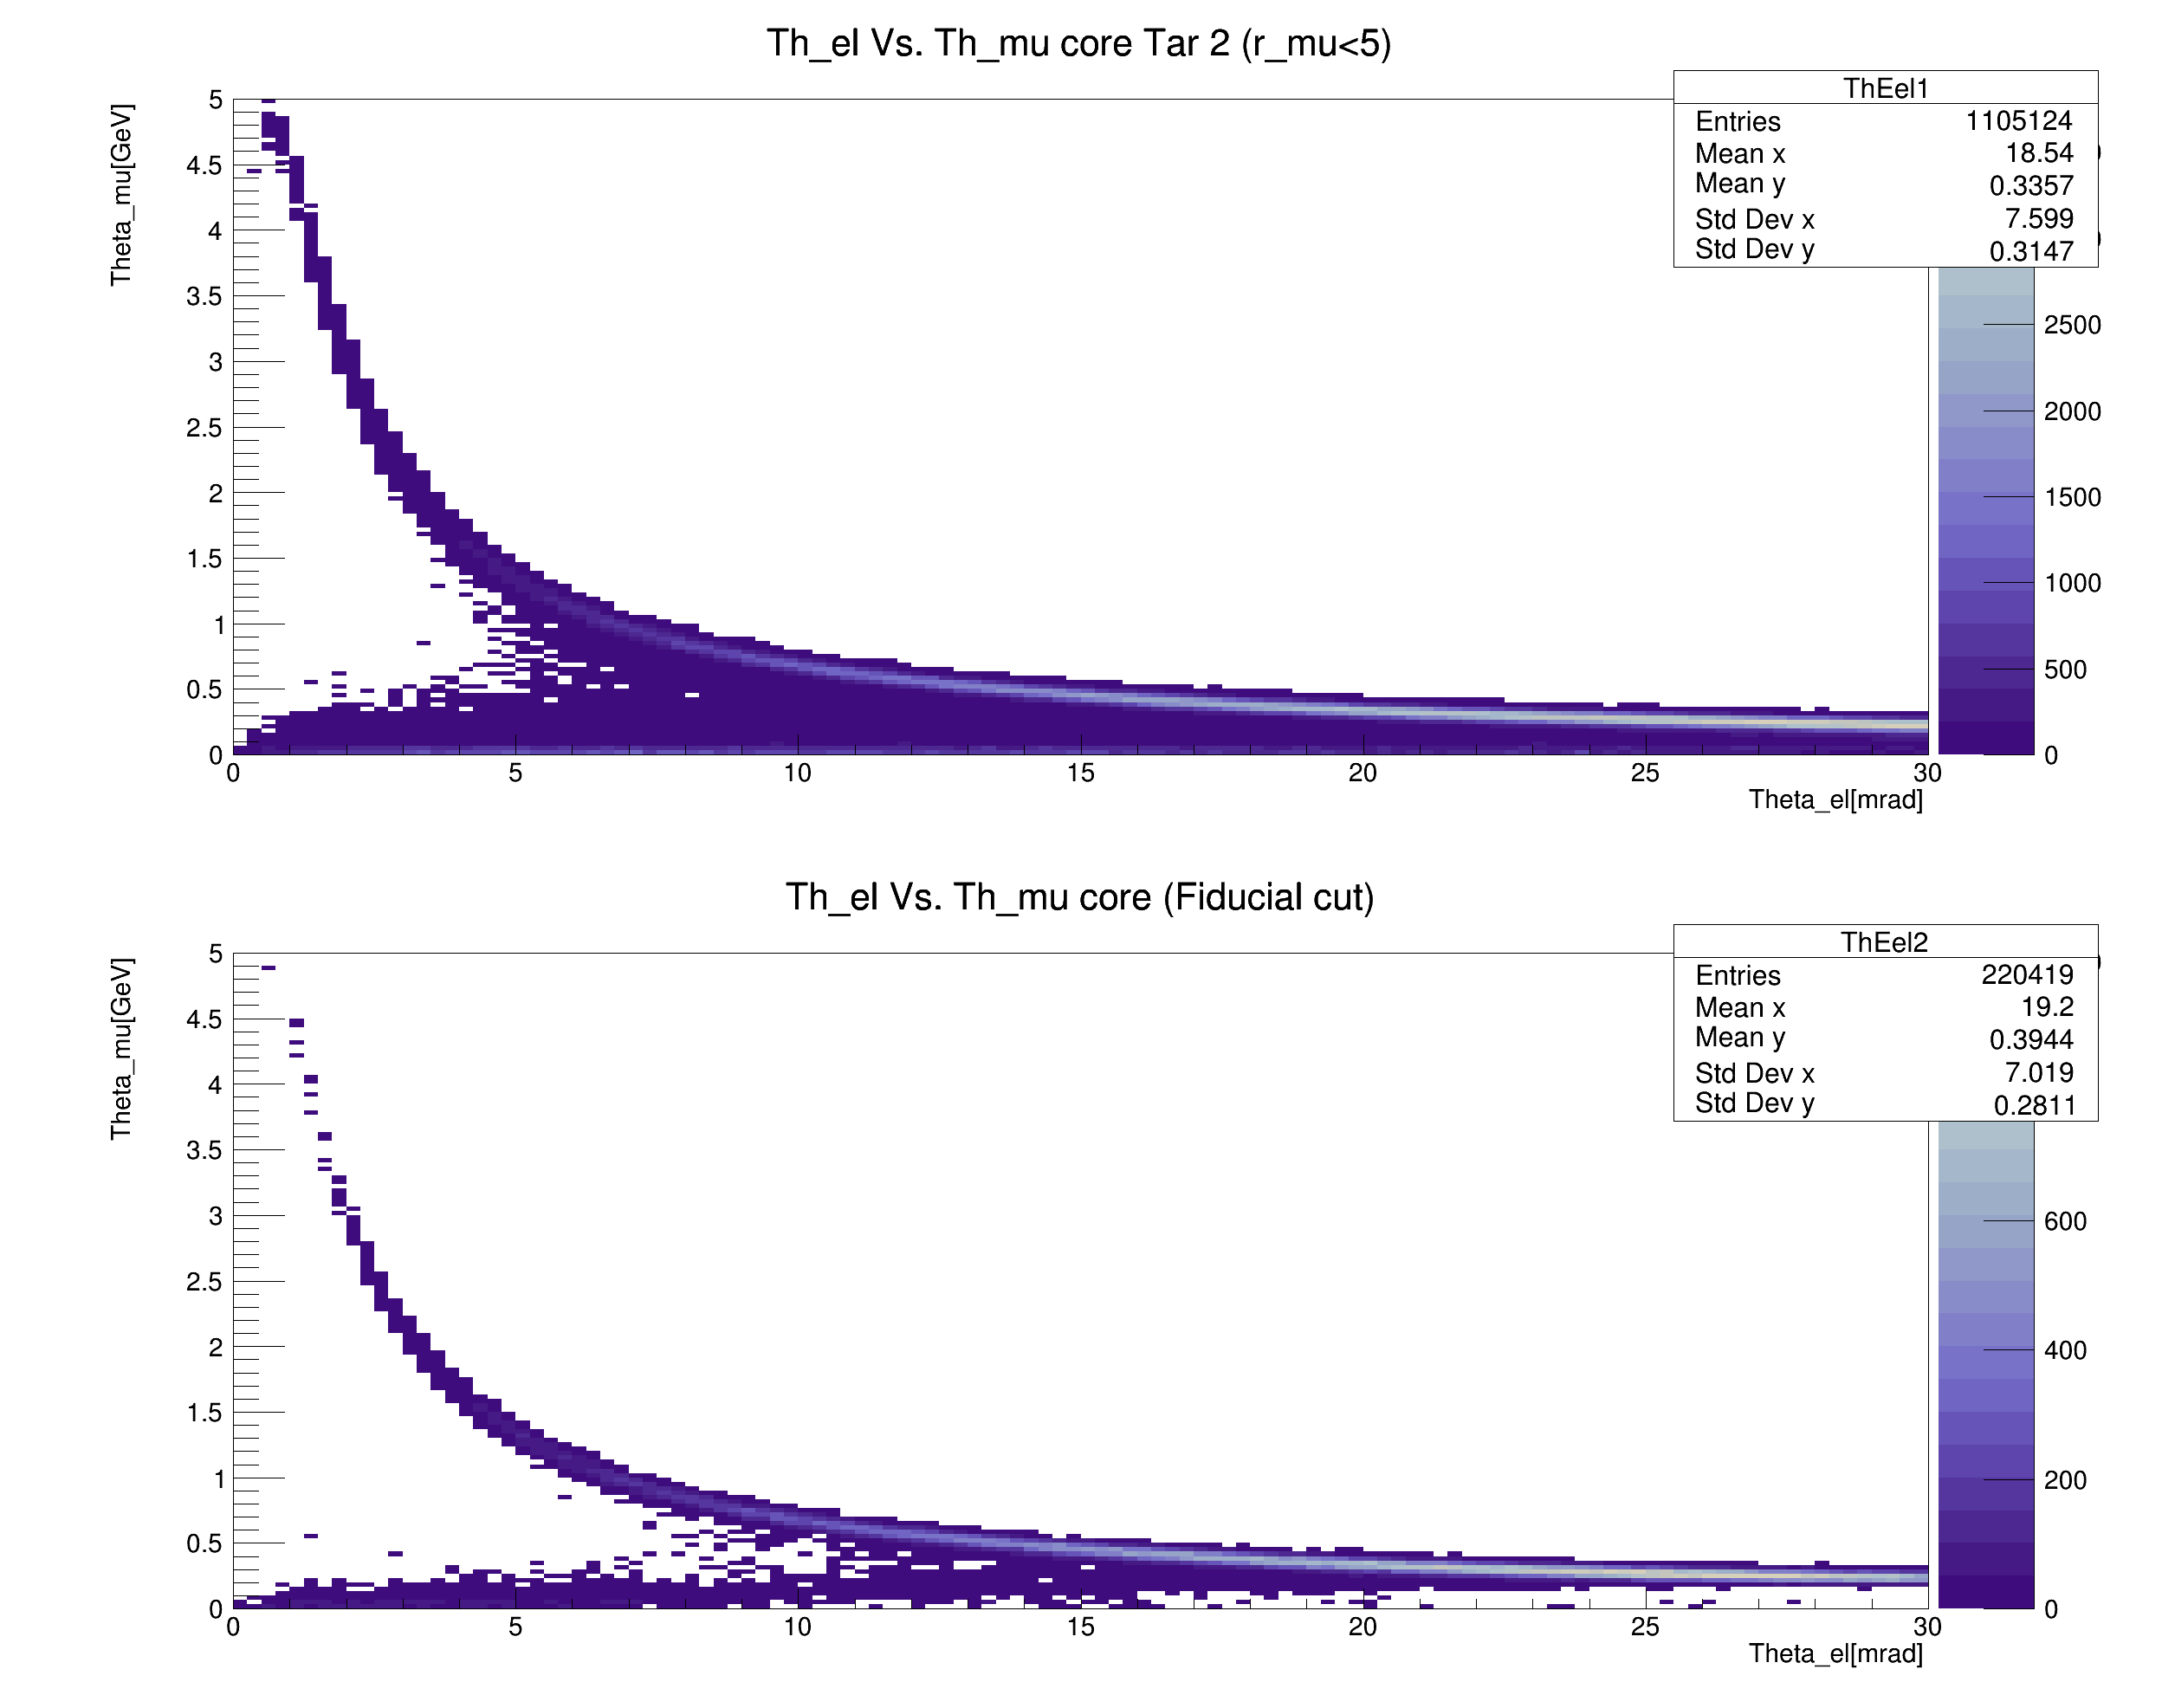 Th_el Vs. Th_mu core Tar 2 (r_mu<5)
ThEel1
Entries 1105124
Mean x 18.54
Mean y 0.3357
Std Dev x 7.599
Std Dev y 0.3147
Theta_mu[GeV]
5
4.5
4
3.5
3
2.5
2
1.5
1
0.5
0
0 5 10 15 20 25 30
Theta_el[mrad]
2500
2000
1500
1000
500
0
Th_el Vs. Th_mu core (Fiducial cut)
ThEel2
Entries 220419
Mean x 19.2
Mean y 0.3944
Std Dev x 7.019
Std Dev y 0.2811
Theta_mu[GeV]
5
4.5
4
3.5
3
2.5
2
1.5
1
0.5
0
0 5 10 15 20 25 30
Theta_el[mrad]
600
400
200
0